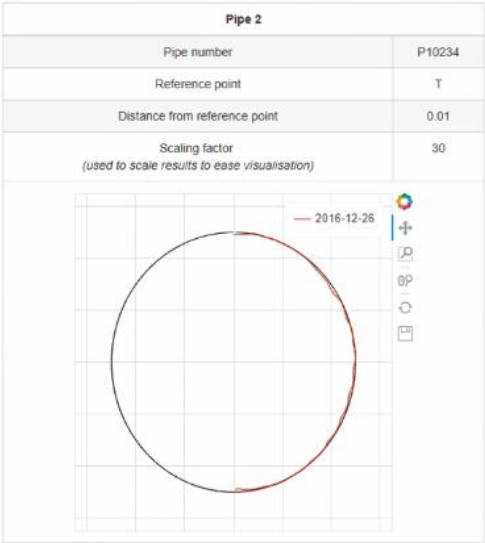 Pipe 2
Pipe number P10234
Reference point T
Distance from reference point 0.01
Scaling factor 30
(used to scale results to ease visualisation)
2016-12-26